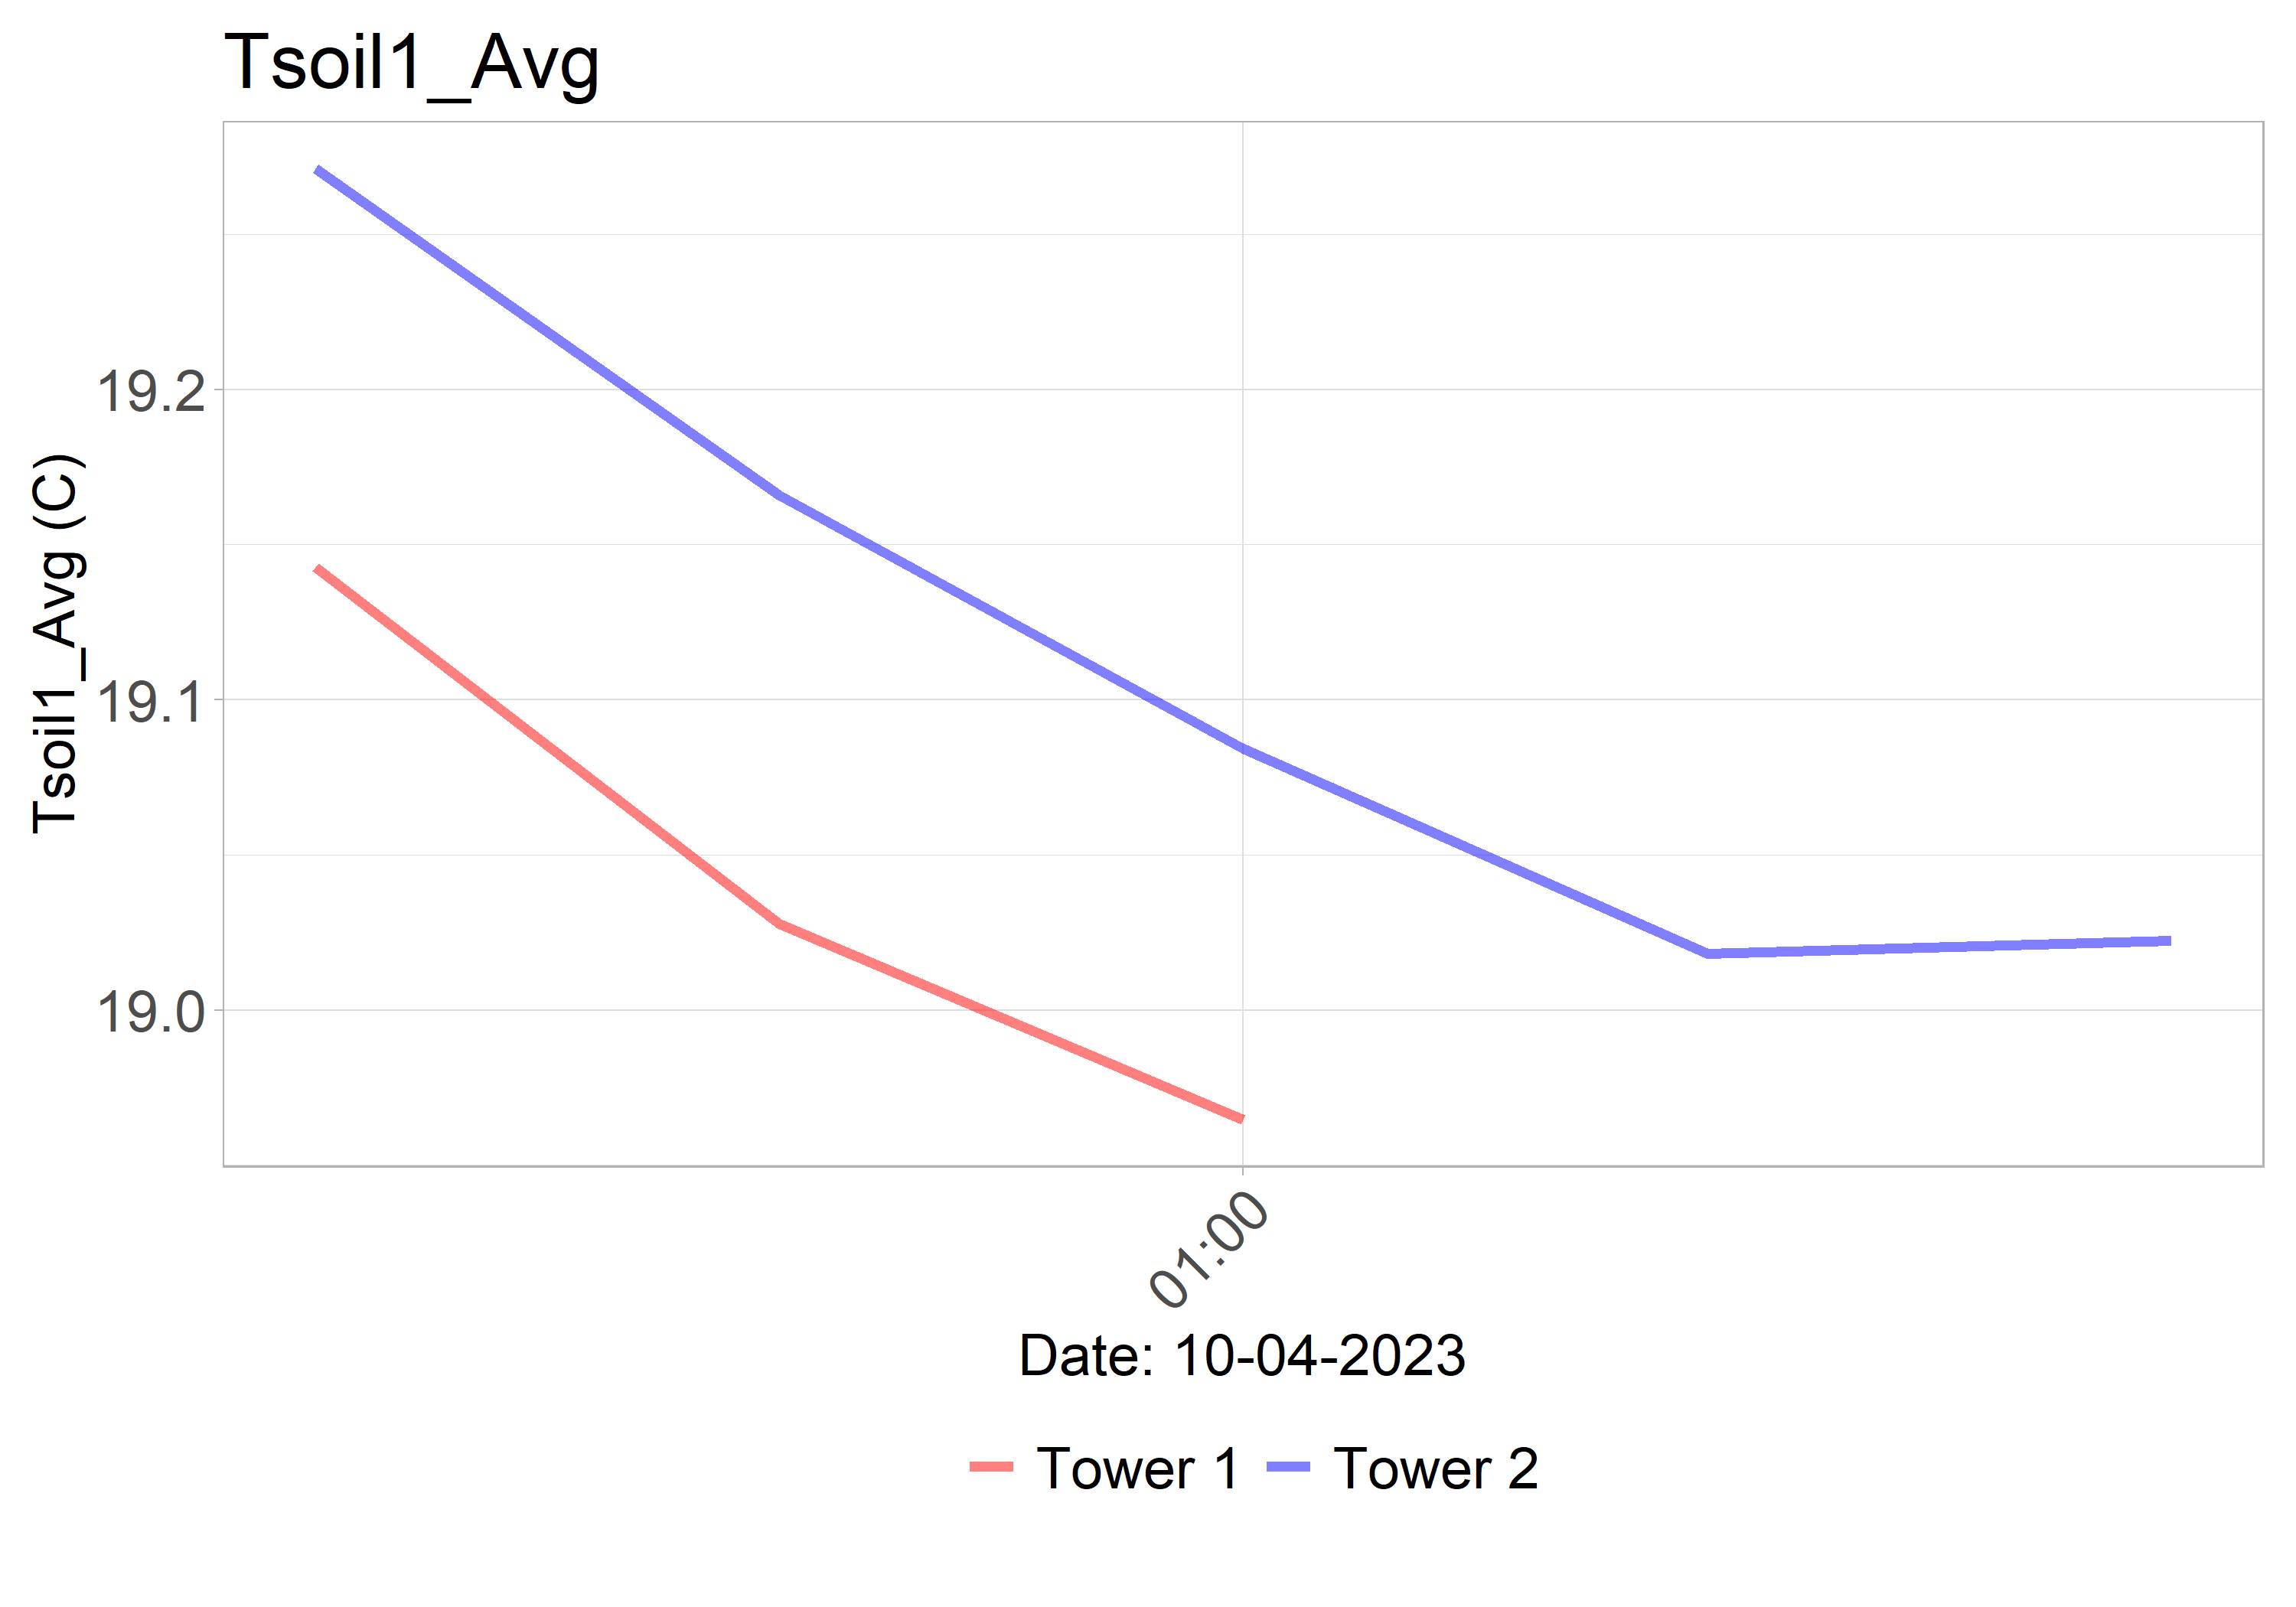 Tsoil1_Avg
Tsoil1_Avg (C)
19.2
19.1
19.0
01:00
Date: 10-04-2023
Tower 1 Tower 2